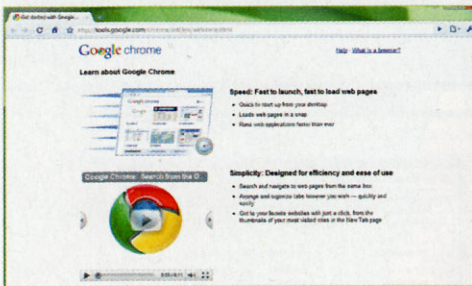 Get started with Google...
http://tools.google.com/chrome/intl/en/welcome.html
Google chrome
Help - What is a browser?
Learn about Google Chrome
Speed: Fast to launch, fast to load web pages
Quick to start up from your desktop
Loads web pages in a snap
Runs web applications faster than ever
Google chrome
Google
Simplicity: Designed for efficiency and ease of use
Google Chrome: Search from the O...
Search and navigate to web pages from the same box
Arrange and organize tabs however you wish — quickly and
easily
Get to your favorite websites with just a click, from the
thumbnails of your most visited sites in the New Tab page